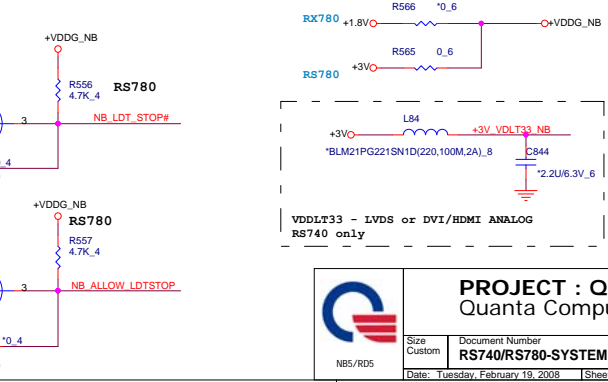 R566 *0_6
RX780 +1.8V +VDDG_NB
R565 0_6
RS780 +3V
+VDDG_NB
R556
4.7K_4
RS780
3 NB_LDT_STOP#
_4
L84
+3V +3V_VDLT33_NB
*BLM21PG221SN1D(220,100M,2A)_8
C844
*2.2U/6.3V_6
VDDLT33 - LVDS or DVI/HDMI ANALOG
RS740 only
+VDDG_NB
RS780
R557
4.7K_4
3 NB_ALLOW_LDTSTOP
*0_4
NB5/RD5
PROJECT : Q
Quanta Compu
Size
Custom
Document Number
RS740/RS780-SYSTEM
Date: Tuesday, February 19, 2008 Sheet